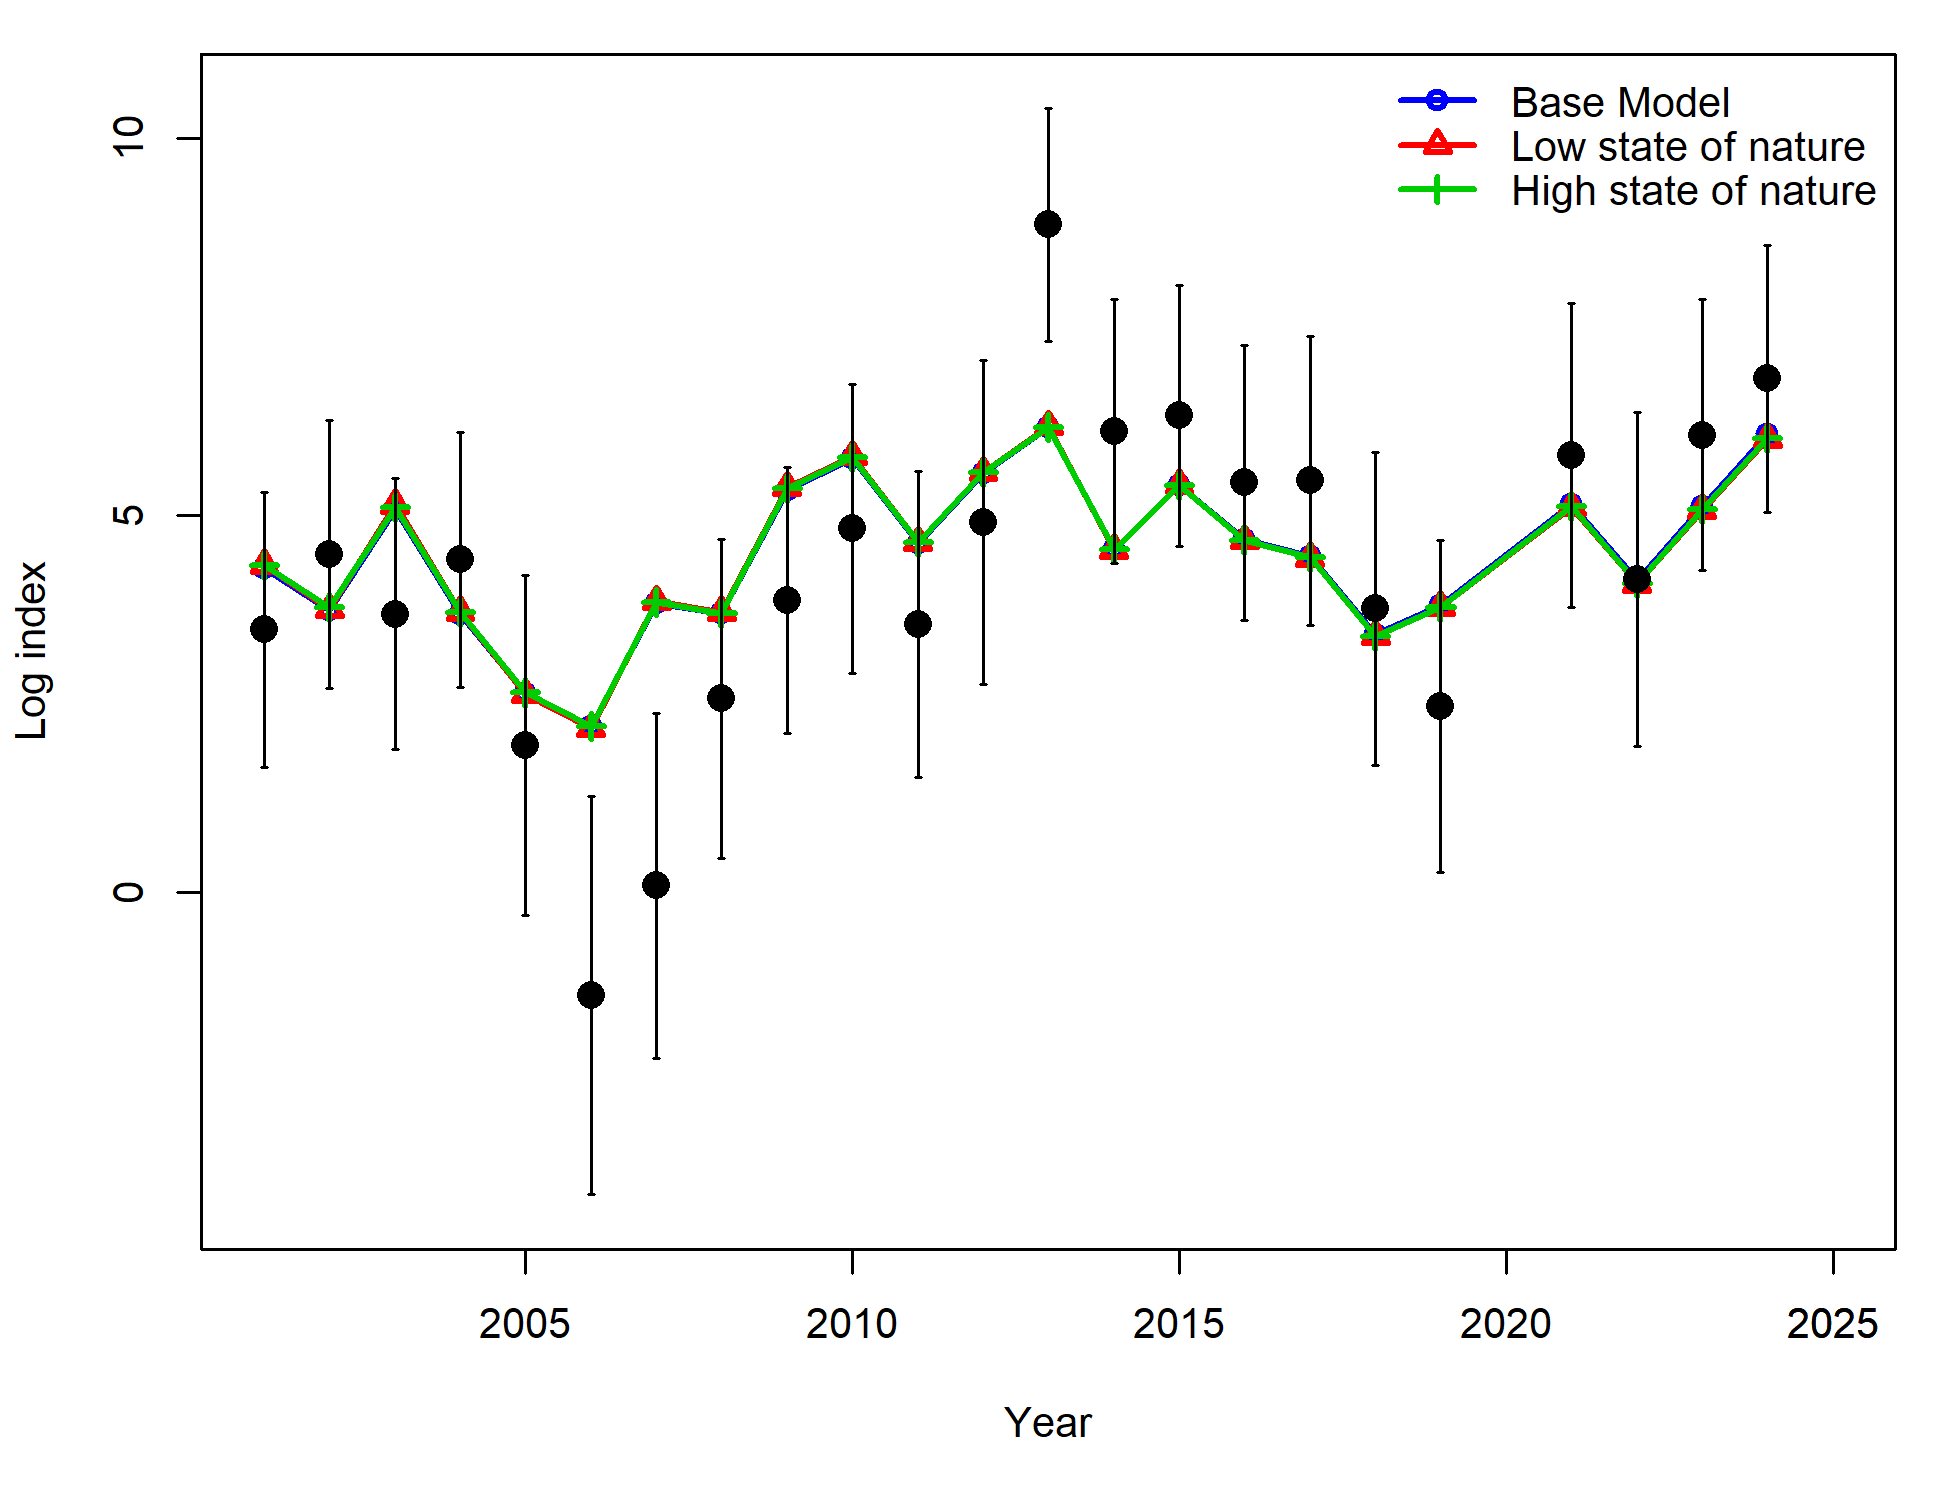 Base Model
Low state of nature
High state of nature
10
5
0
Log index
2005
2010
2015
2020
2025
Year